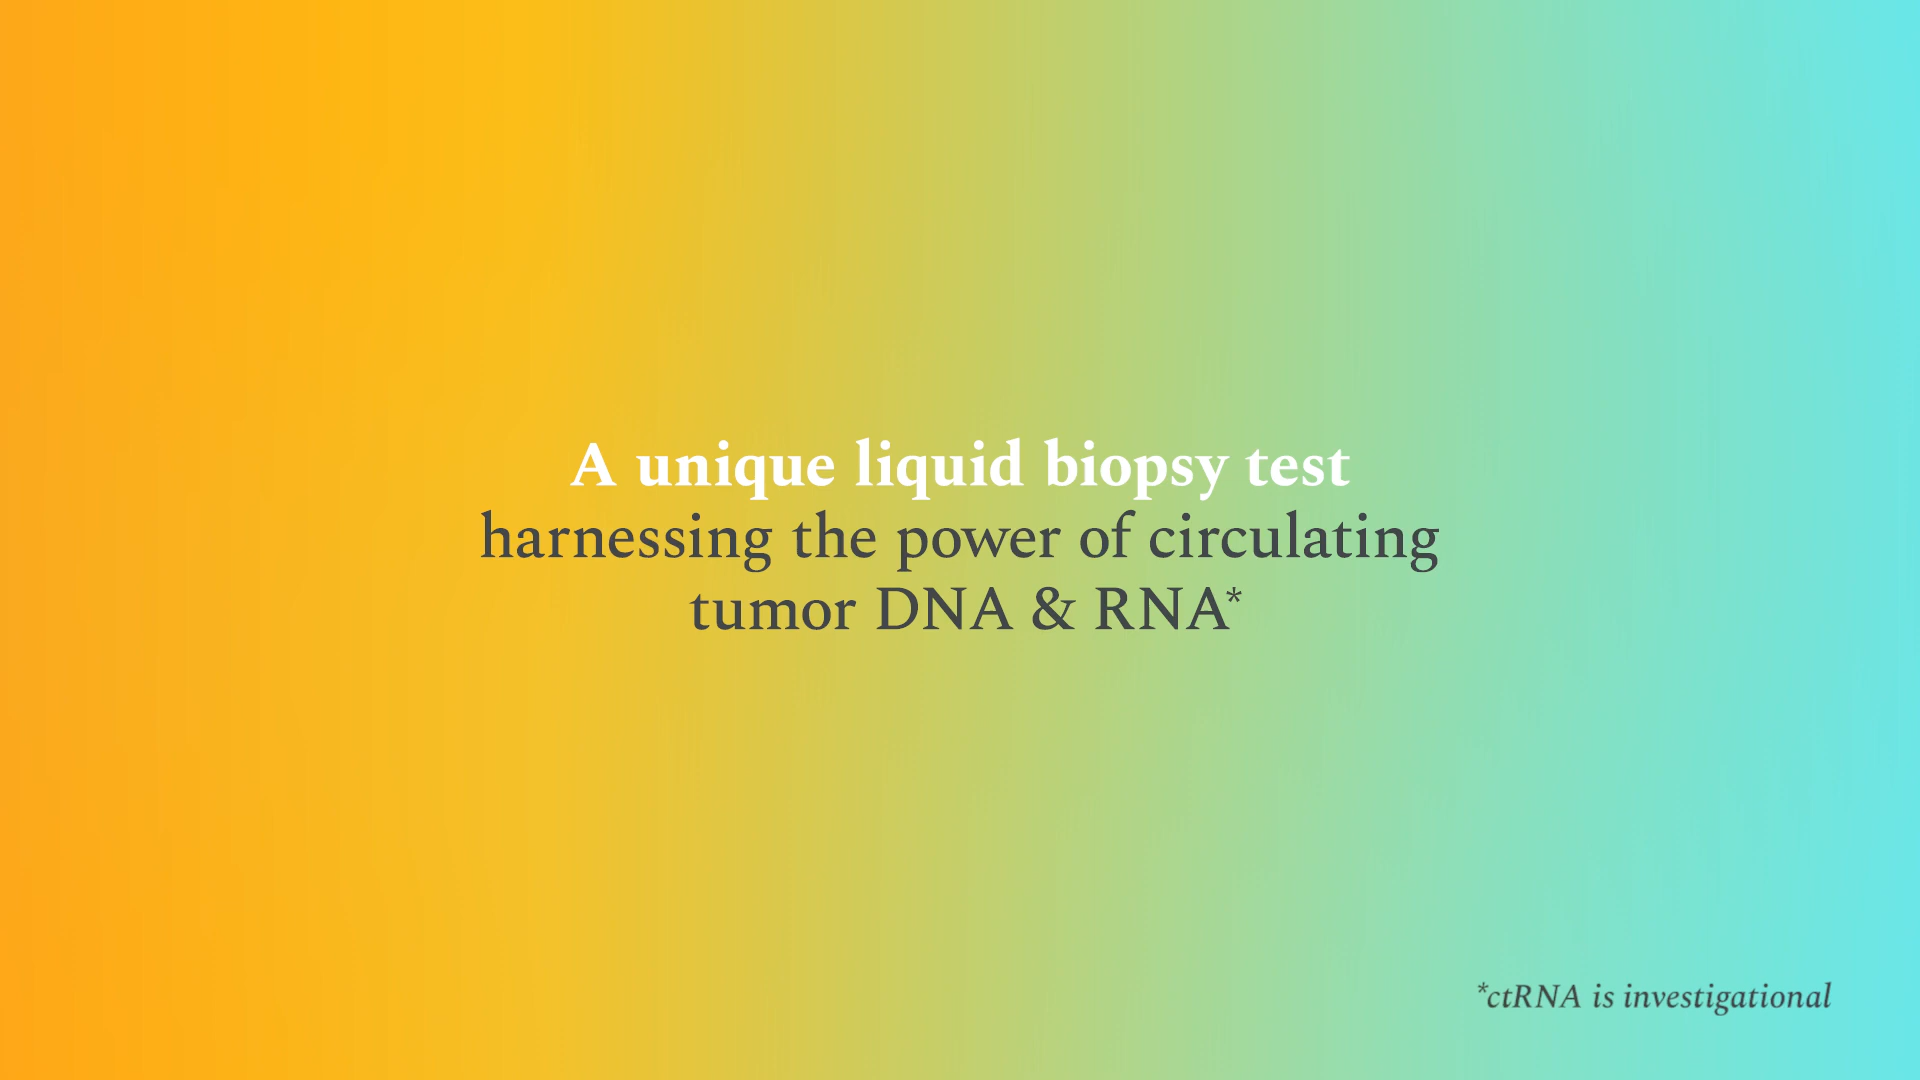 A unique liquid biopsy test
harnessing the power of circulating
tumor DNA & RNA*
*ctRNA is investigational